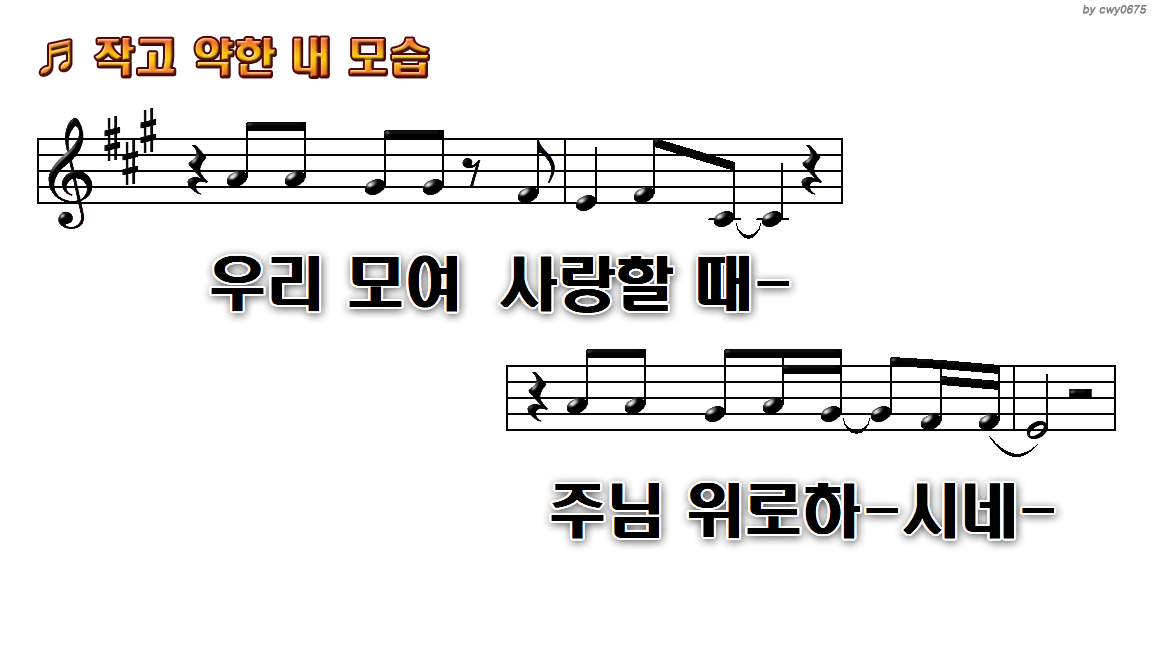 by cwy0675
♬ 작고 약한 내 모습
우리 모여 사랑할 때-
주님 위로하-시네-